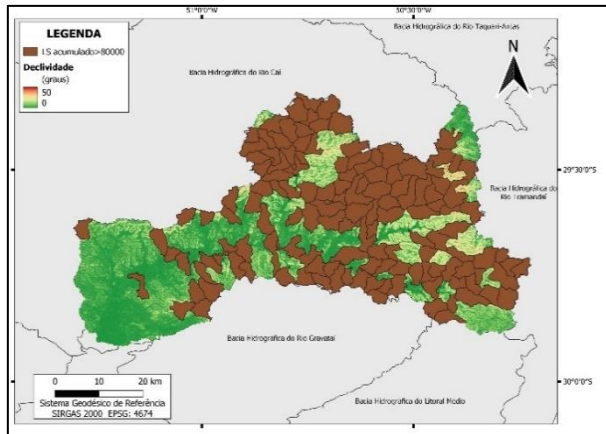 51°0'0"W
50°30'0"W
LEGENDA
LS acumulado>80000
Declividade
(graus)
50
0
Bacia Hidrográfica do Rio Taquari-Antas
Bacia Hidrográfica do Rio Caí
N
29°30'0"S
Bacia Hidrográfica do
Rio Tramandaí
Bacia Hidrográfica do Rio Gravataí
0 10 20 km
Sistema Geodésico de Referência
SIRGAS 2000 EPSG: 4674
Bacia Hidrográfica do Litoral Médio
30°0'0"S